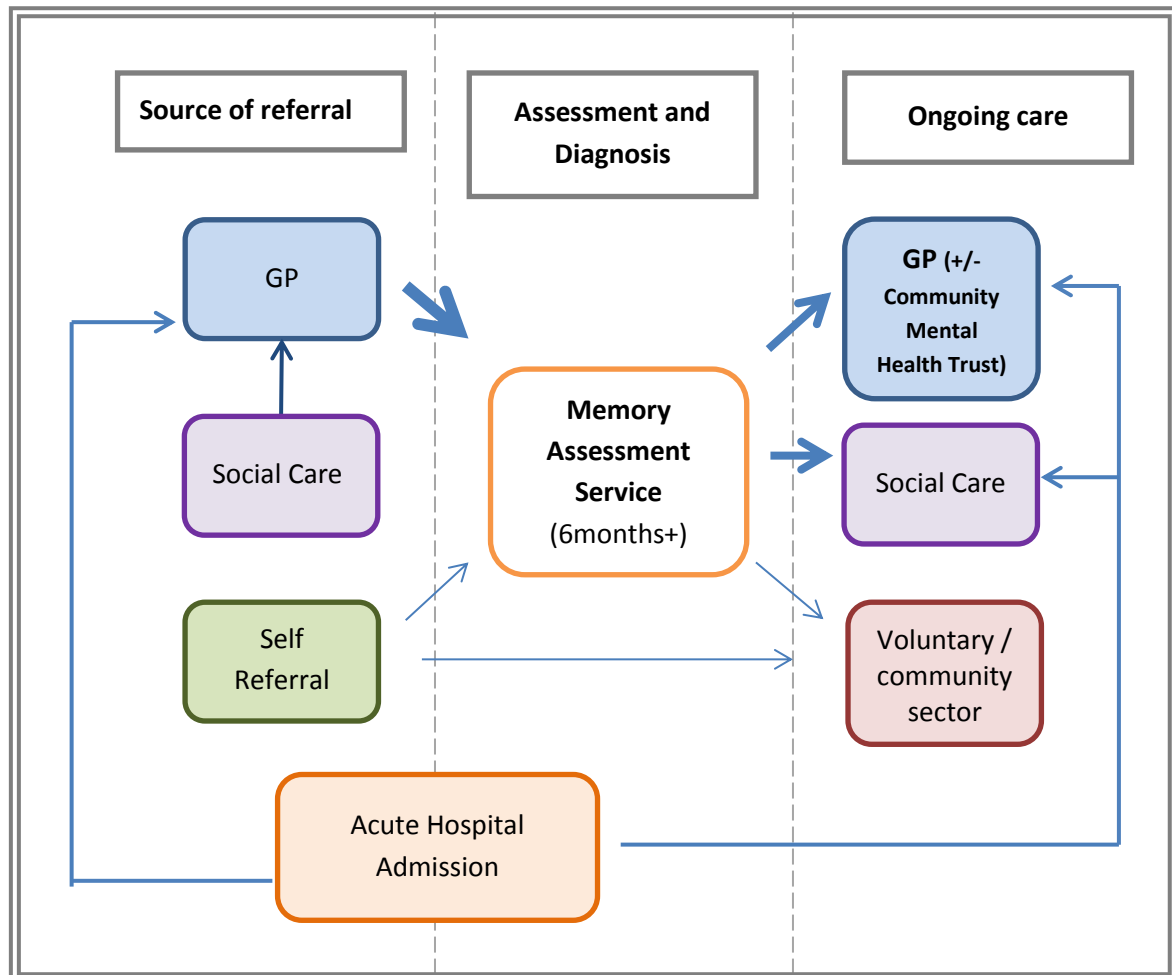 Source of referral
Assessment and
Diagnosis
Ongoing care
GP
Social Care
Self
Referral
Memory
Assessment
Service
(6months+)
GP (+/-
Community
Mental
Health Trust)
Social Care
Voluntary /
community
sector
Acute Hospital
Admission